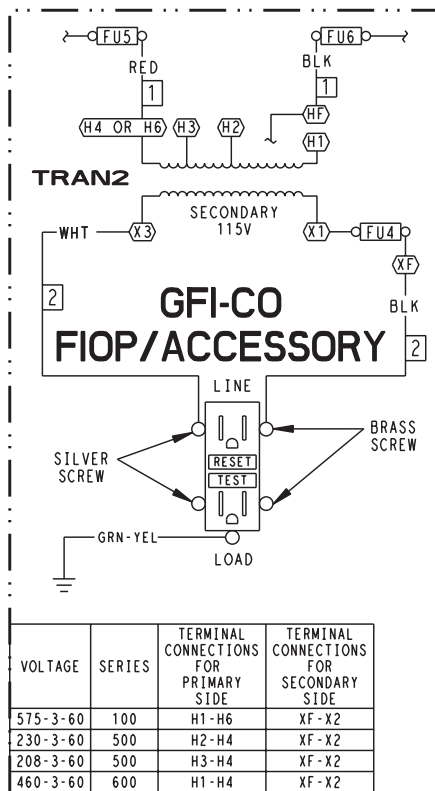 FU5 FU6
RED BLK
1 1
HF
H4 OR H6 H3 H2 H1
TRAN2
SECONDARY
115V
WHT X3 X1 FU4
XF
2 BLK
GFI-CO
FIOP/ACCESSORY
2
LINE
BRASS
SCREW
SILVER
SCREW
RESET
TEST
GRN-YEL
LOAD
VOLTAGE SERIES TERMINAL CONNECTIONS FOR PRIMARY SIDE TERMINAL CONNECTIONS FOR SECONDARY SIDE
575-3-60 100 H1-H6 XF-X2
230-3-60 500 H2-H4 XF-X2
208-3-60 500 H3-H4 XF-X2
460-3-60 600 H1-H4 XF-X2